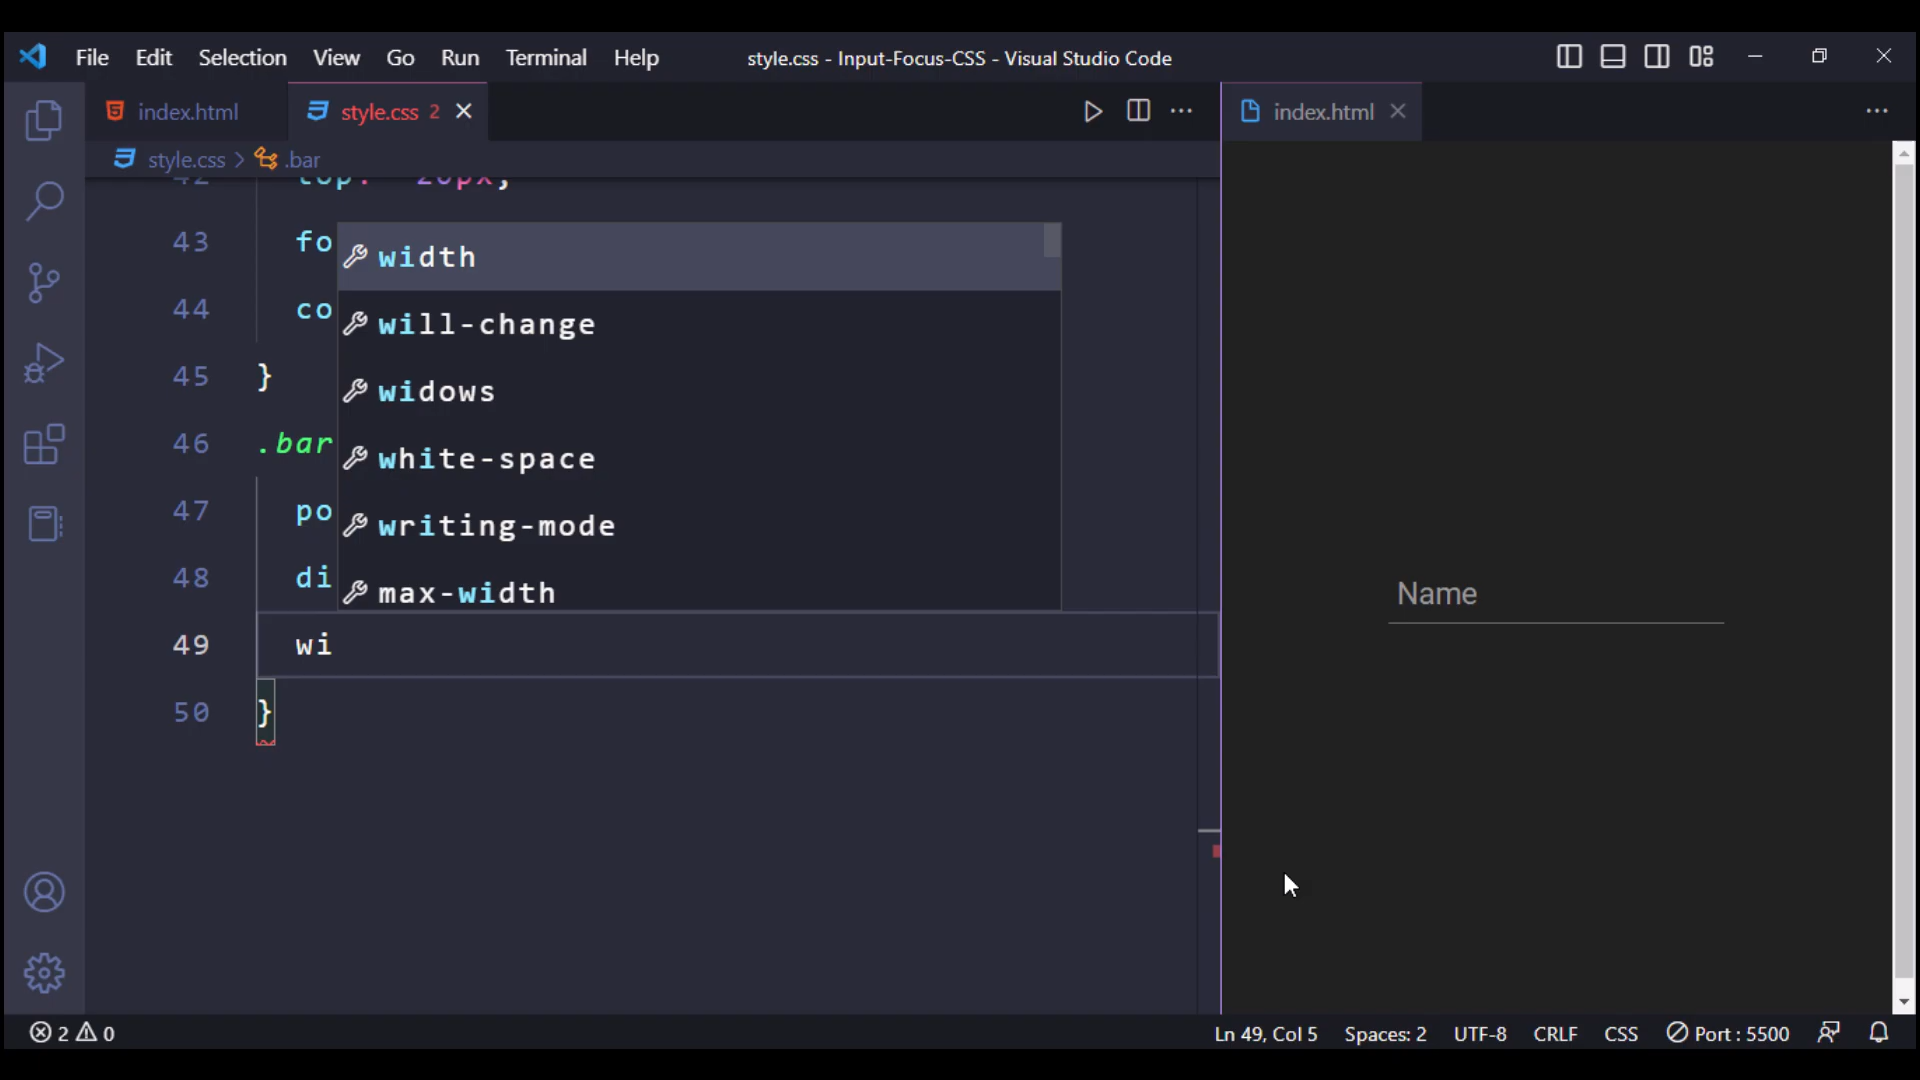 File Edit Selection View Go Run Terminal Help
style.css - Input-Focus-CSS - Visual Studio Code
index.html
style.css 2
index.html
style.css > .bar
43 fo
44 co
45 }
46 .bar
47 po
48 di
49 wi
50 }
width
will-change
widows
white-space
writing-mode
max-width
Name
2 0
Ln 49, Col 5 Spaces: 2 UTF-8 CRLF CSS Port : 5500